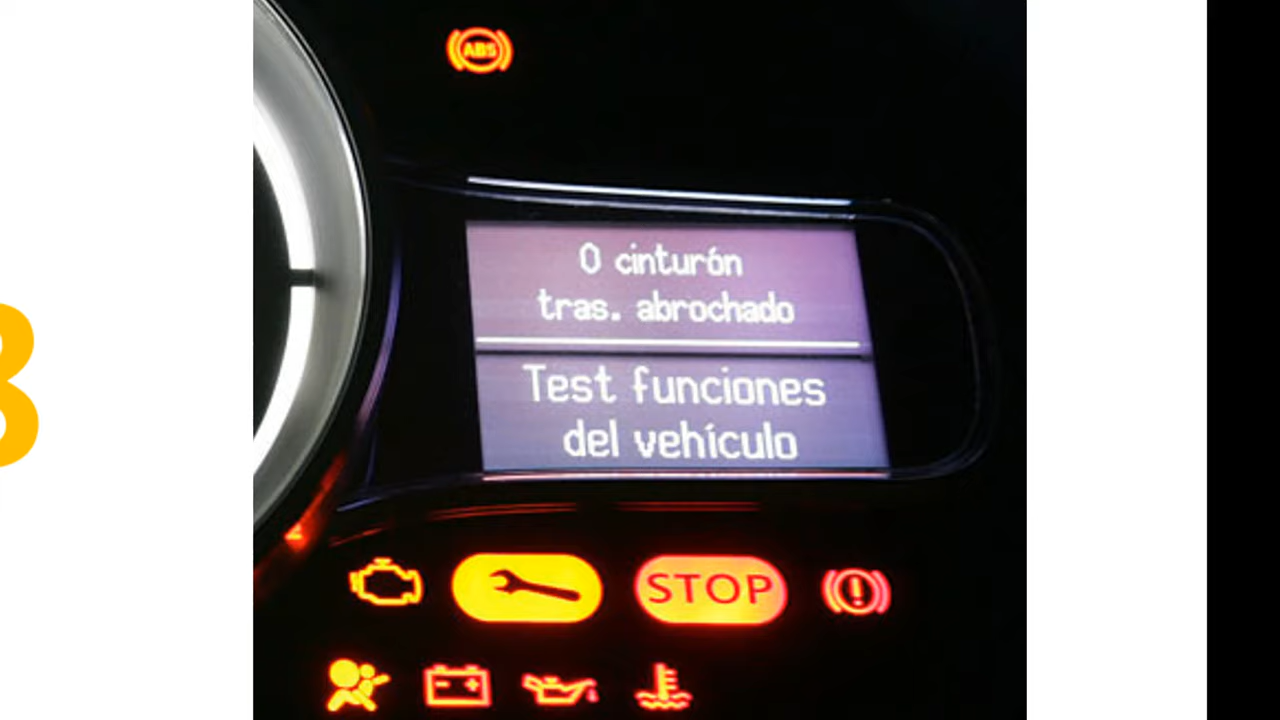 ABS
0 cinturón
tras. abrochado
Test funciones
del vehículo
STOP